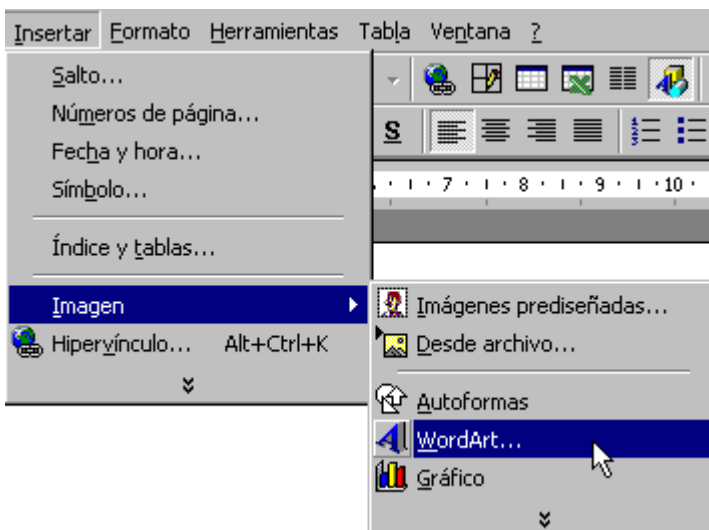 Insertar Formato Herramientas Tabla Ventana ?
Salto...
Números de página...
Fecha y hora...
Símbolo...
S
7 8 9 10
Índice y tablas...
Imagen
Hipervínculo... Alt+Ctrl+K
Imágenes prediseñadas...
Desde archivo...
Autoformas
WordArt...
Gráfico